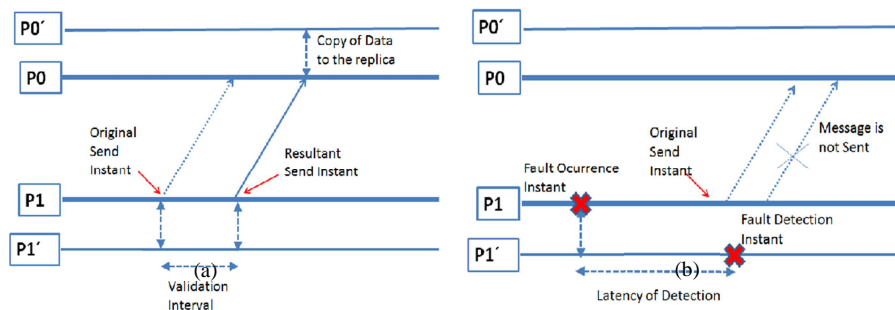 P0´
Copy of Data
to the replica
P0
Original
Send
Instant
Resultant
Send Instant
P1
P1´
(a)
Validation
Interval
P0´
P0
Original
Send
Instant
Message is
not Sent
Fault Ocurrence
Instant
P1
Fault Detection
Instant
P1´
(b)
Latency of Detection